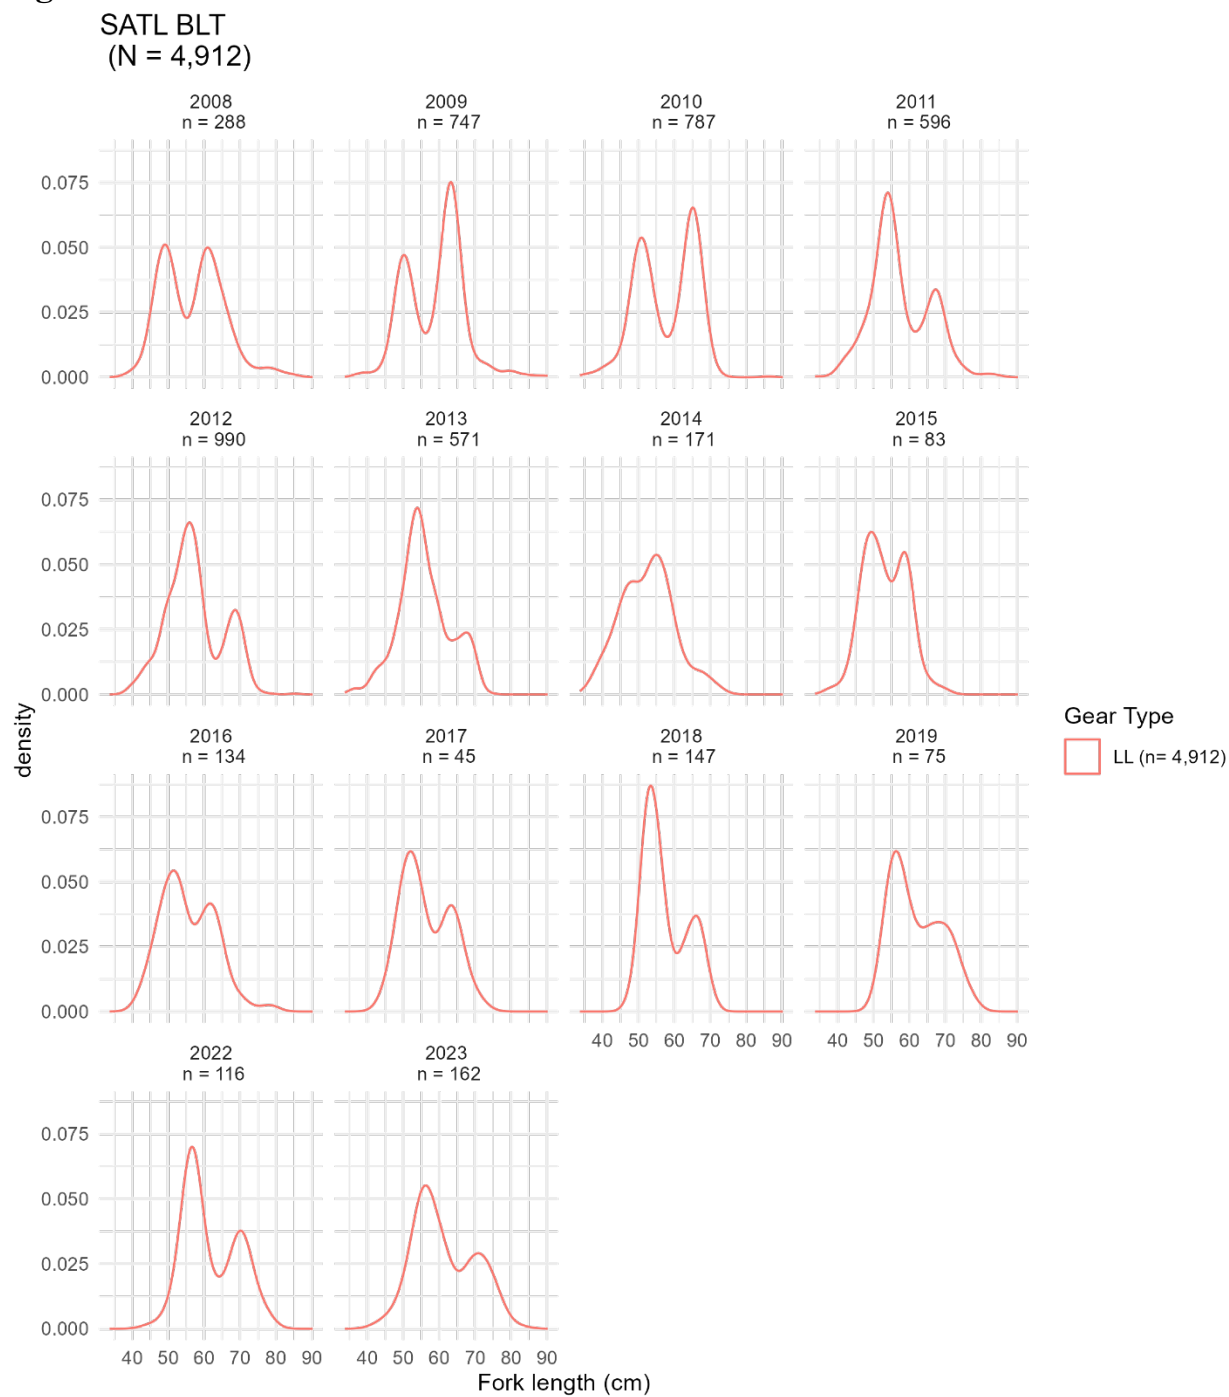 SATL BLT
(N = 4,912)
2008
n = 288
2009
n = 747
2010
n = 787
2011
n = 596
0.075
0.050
0.025
0.000
2012
n = 990
2013
n = 571
2014
n = 171
2015
n = 83
0.075
0.050
0.025
0.000
density
2016
n = 134
2017
n = 45
2018
n = 147
2019
n = 75
0.075
0.050
0.025
0.000
40 50 60 70 80 90
40 50 60 70 80 90
2022
n = 116
2023
n = 162
0.075
0.050
0.025
0.000
40 50 60 70 80 90
40 50 60 70 80 90
Fork length (cm)
Gear Type
LL (n= 4,912)